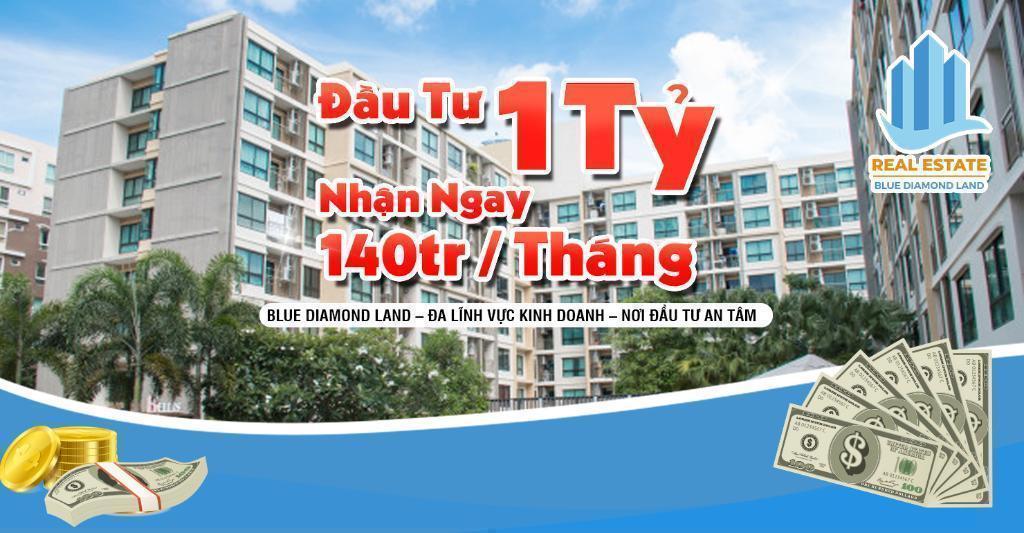 Đầu Tư 1 Tỷ
Nhận Ngay
140tr / Tháng
BLUE DIAMOND LAND – ĐA LĨNH VỰC KINH DOANH – NƠI ĐẦU TƯ AN TÂM
REAL ESTATE
BLUE DIAMOND LAND
100